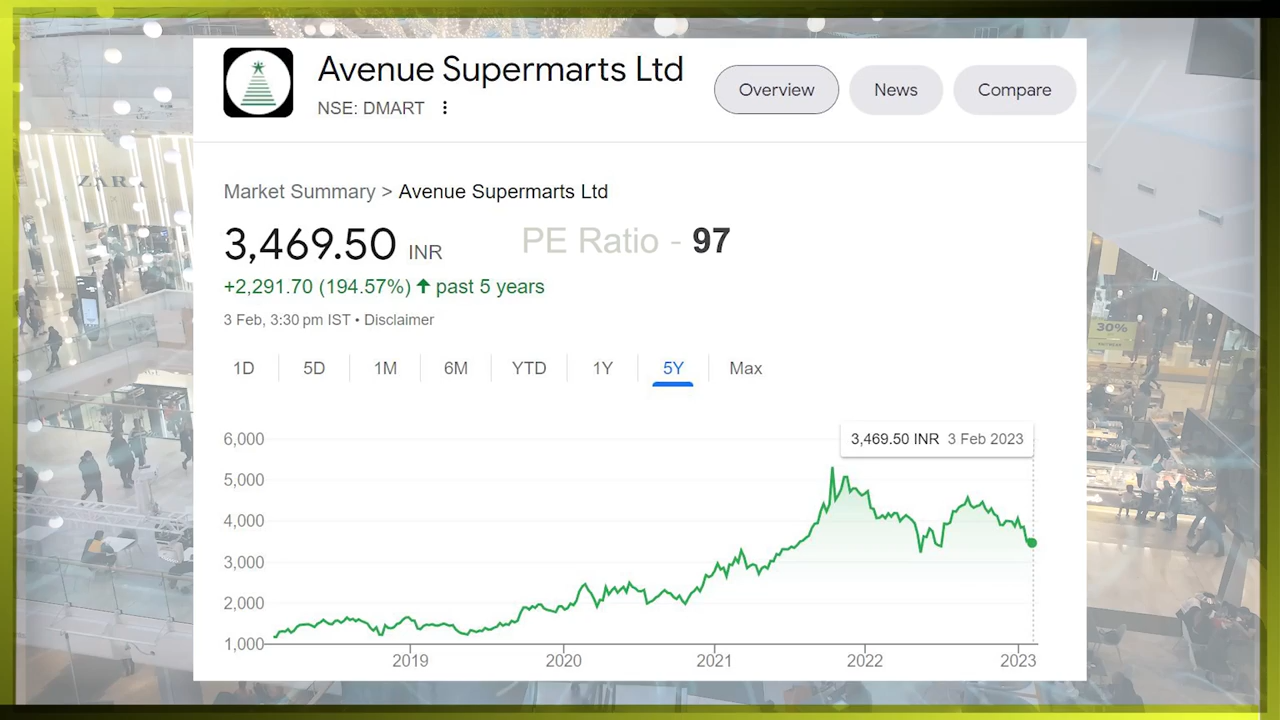 Avenue Supermarts Ltd
NSE: DMART
Overview News Compare
Market Summary > Avenue Supermarts Ltd
3,469.50 INR
PE Ratio - 97
+2,291.70 (194.57%) ↑ past 5 years
3 Feb, 3:30 pm IST • Disclaimer
1D 5D 1M 6M YTD 1Y 5Y Max
3,469.50 INR 3 Feb 2023
6,000
5,000
4,000
3,000
2,000
1,000
2019 2020 2021 2022 2023
ZARA
30%